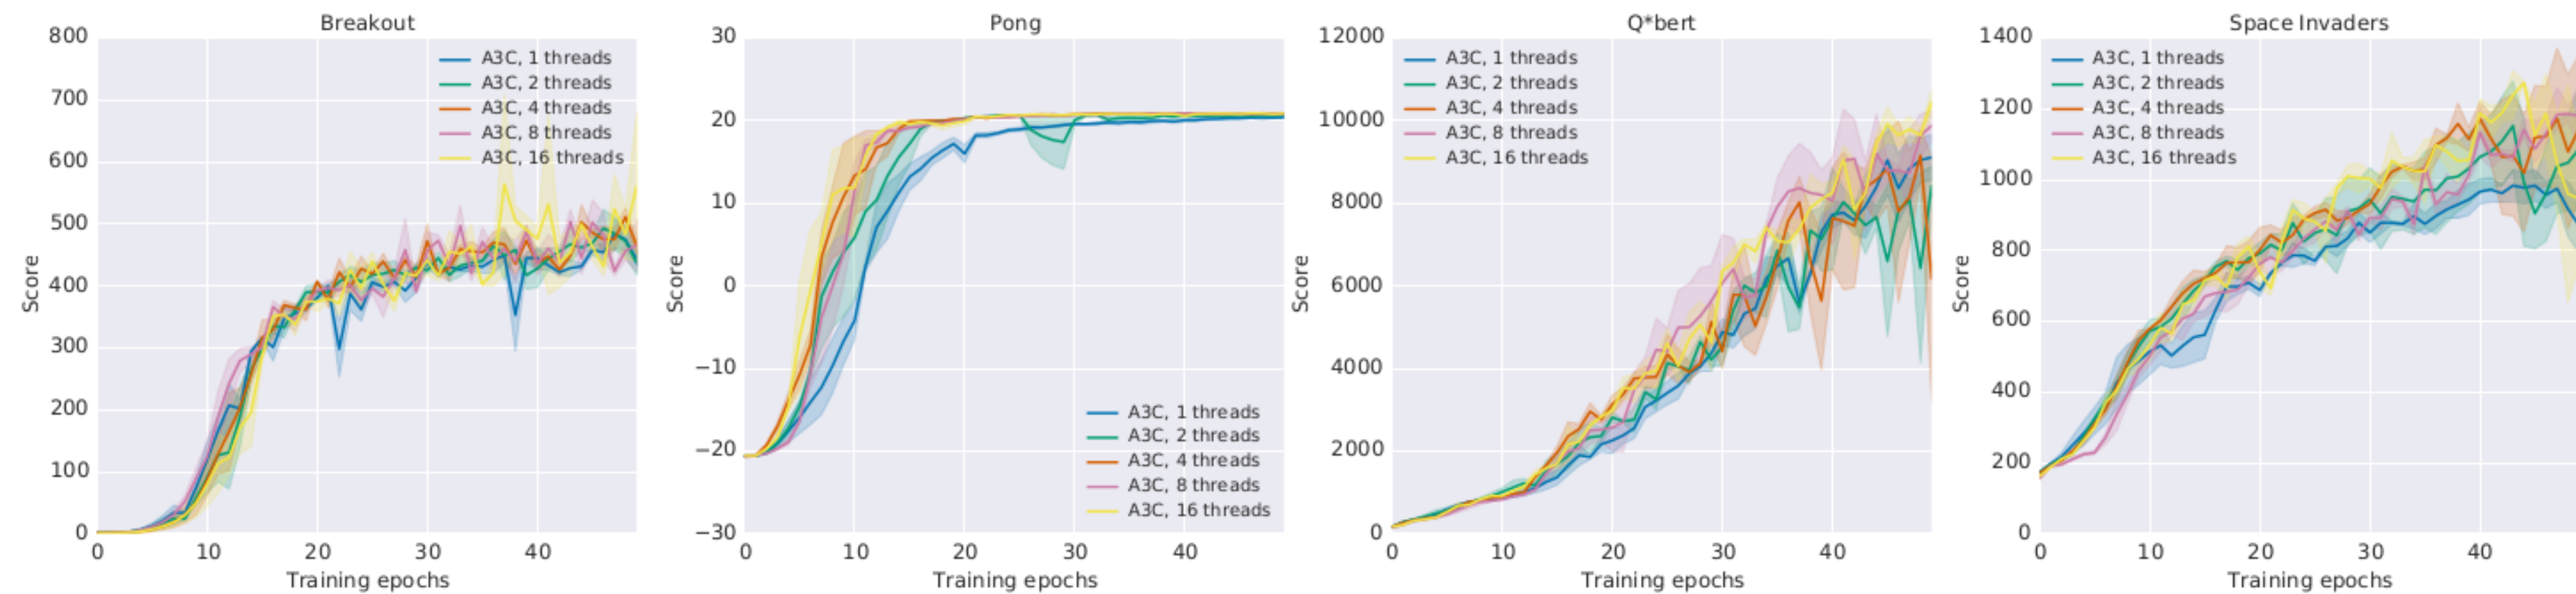 Breakout
800
700
600
500
400
300
200
100
0
Score
A3C, 1 threads
A3C, 2 threads
A3C, 4 threads
A3C, 8 threads
A3C, 16 threads
0 10 20 30 40
Training epochs
Pong
30
20
10
0
−10
−20
−30
Score
A3C, 1 threads
A3C, 2 threads
A3C, 4 threads
A3C, 8 threads
A3C, 16 threads
0 10 20 30 40
Training epochs
Q*bert
12000
10000
8000
6000
4000
2000
0
Score
A3C, 1 threads
A3C, 2 threads
A3C, 4 threads
A3C, 8 threads
A3C, 16 threads
0 10 20 30 40
Training epochs
Space Invaders
1400
1200
1000
800
600
400
200
0
Score
A3C, 1 threads
A3C, 2 threads
A3C, 4 threads
A3C, 8 threads
A3C, 16 threads
0 10 20 30 40
Training epochs